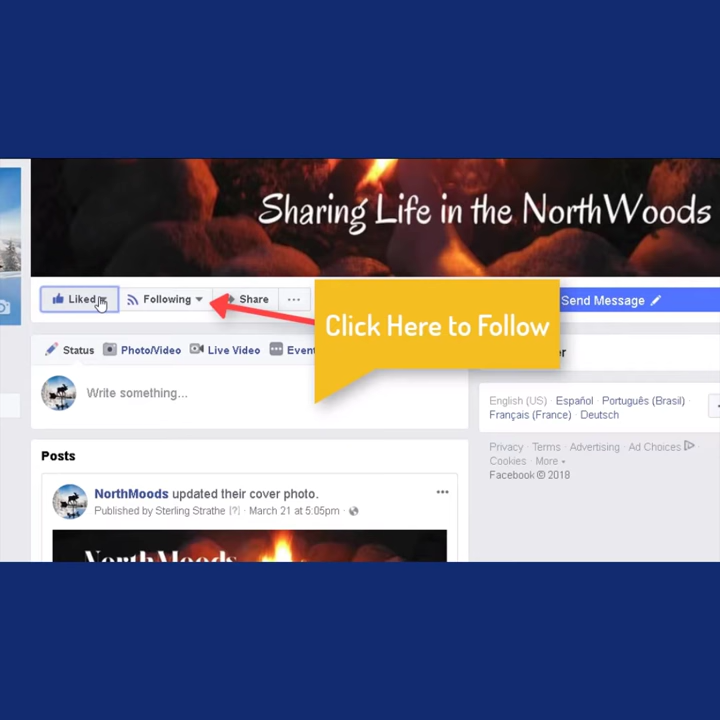 Sharing Life in the NorthWoods
Liked Following Share ...
Click Here to Follow
Send Message
Status Photo/Video Live Video
Write something...
English (US) · Español · Português (Brasil) ·
Français (France) · Deutsch
Privacy · Terms · Advertising · Ad Choices
Cookies · More
Facebook © 2018
Posts
NorthMoods updated their cover photo.
Published by Sterling Strathe [?] · March 21 at 5:05pm ·
NorthMoods